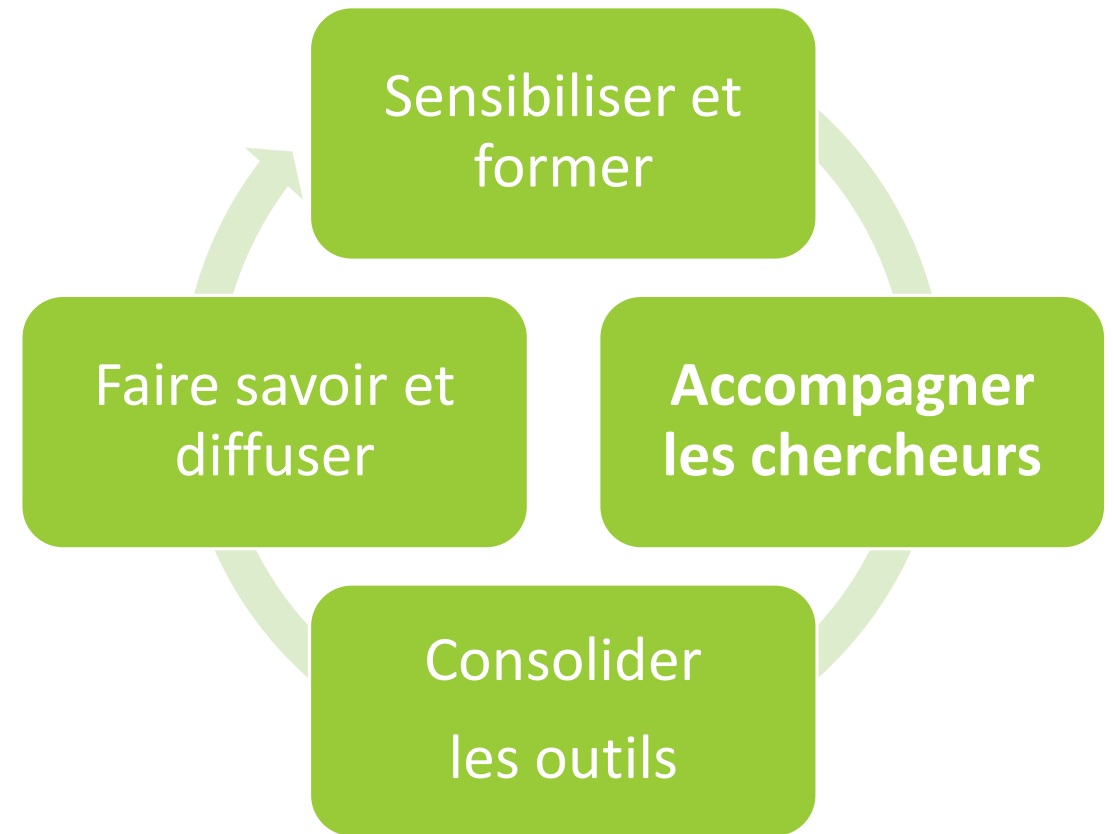 Sensibiliser et
former
Faire savoir et
diffuser
Accompagner
les chercheurs
Consolider
les outils